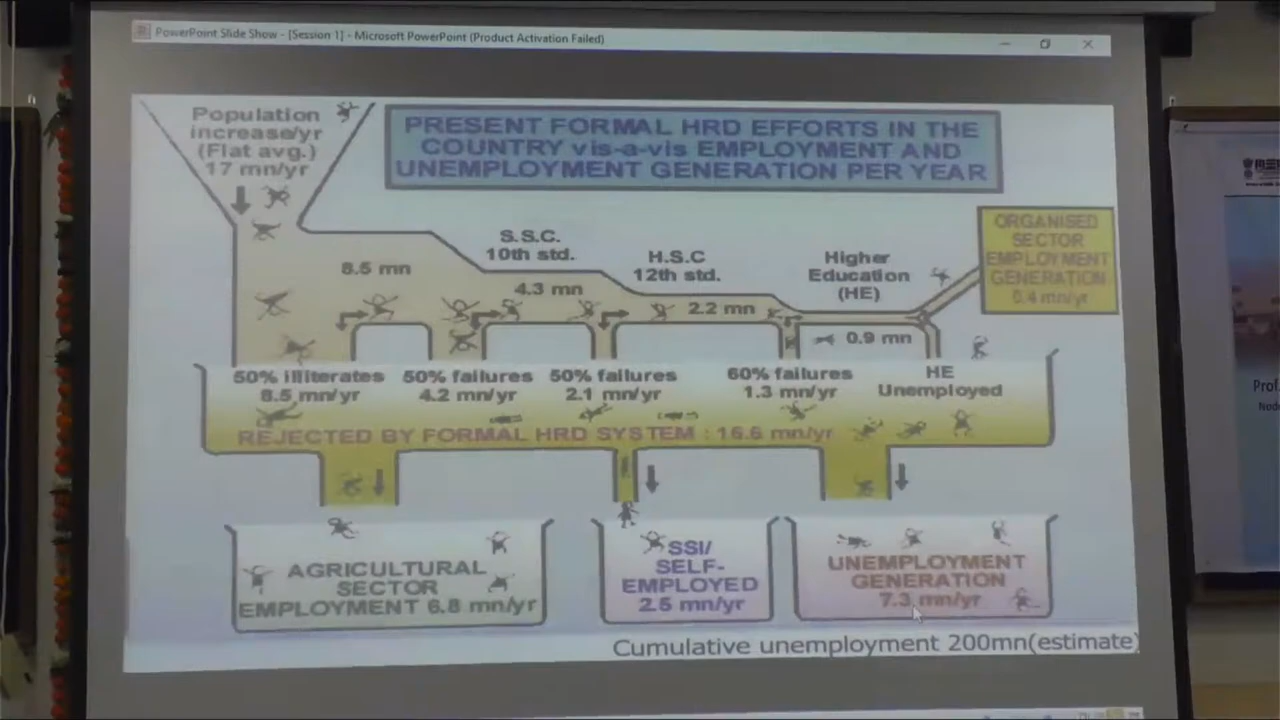 PowerPoint Slide Show - [Session 1] - Microsoft PowerPoint (Product Activation Failed)
Population
increase/yr
(Flat avg.)
17 mn/yr
PRESENT FORMAL HRD EFFORTS IN THE
COUNTRY vis-a-vis EMPLOYMENT AND
UNEMPLOYMENT GENERATION PER YEAR
S.S.C.
10th std.
H.S.C
12th std.
Higher
Education
(HE)
ORGANISED
SECTOR
EMPLOYMENT
GENERATION
0.4 mn/yr
8.5 mn
4.3 mn
2.2 mn
0.9 mn
50% illiterates
8.5 mn/yr
50% failures
4.2 mn/yr
50% failures
2.1 mn/yr
60% failures
1.3 mn/yr
HE
Unemployed
REJECTED BY FORMAL HRD SYSTEM : 16.6 mn/yr
AGRICULTURAL
SECTOR
EMPLOYMENT 6.8 mn/yr
SSI/
SELF-
EMPLOYED
2.5 mn/yr
UNEMPLOYMENT
GENERATION
7.3 mn/yr
Cumulative unemployment 200mn(estimate)
Prof